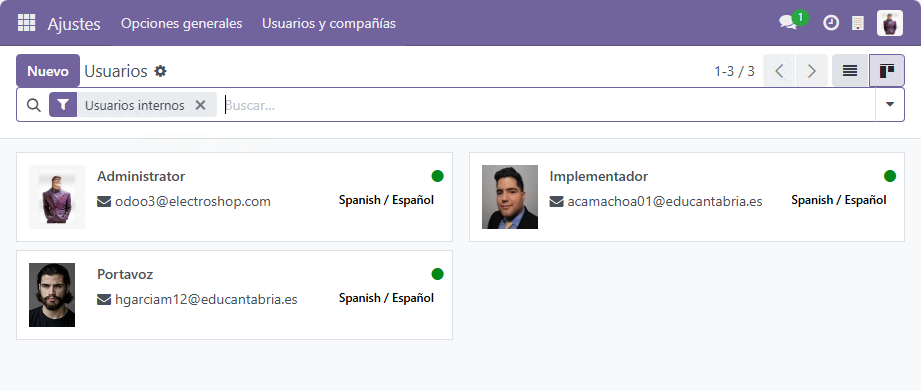 Ajustes Opciones generales Usuarios y compañías 1
Nuevo Usuarios 1-3 / 3
Usuarios internos Buscar...
Administrator
odoo3@electroshop.com Spanish / Español
Implementador
acamachoa01@educantabria.es Spanish / Español
Portavoz
hgarciam12@educantabria.es Spanish / Español